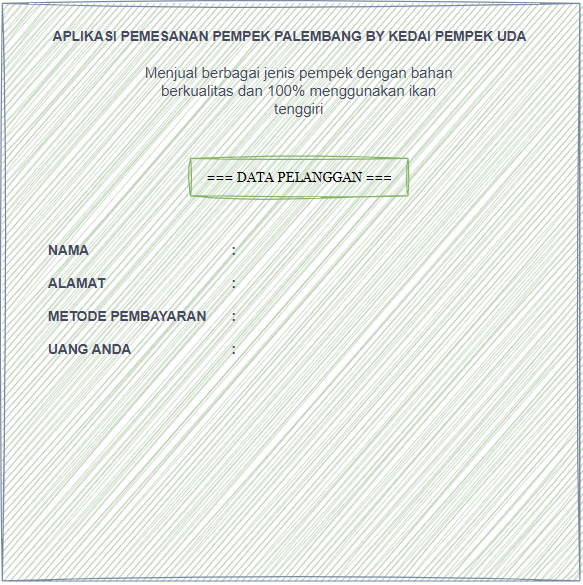 APLIKASI PEMESANAN PEMPEK PALEMBANG BY KEDAI PEMPEK UDA
Menjual berbagai jenis pempek dengan bahan
berkualitas dan 100% menggunakan ikan
tenggiri
=== DATA PELANGGAN ===
NAMA :
ALAMAT :
METODE PEMBAYARAN :
UANG ANDA :